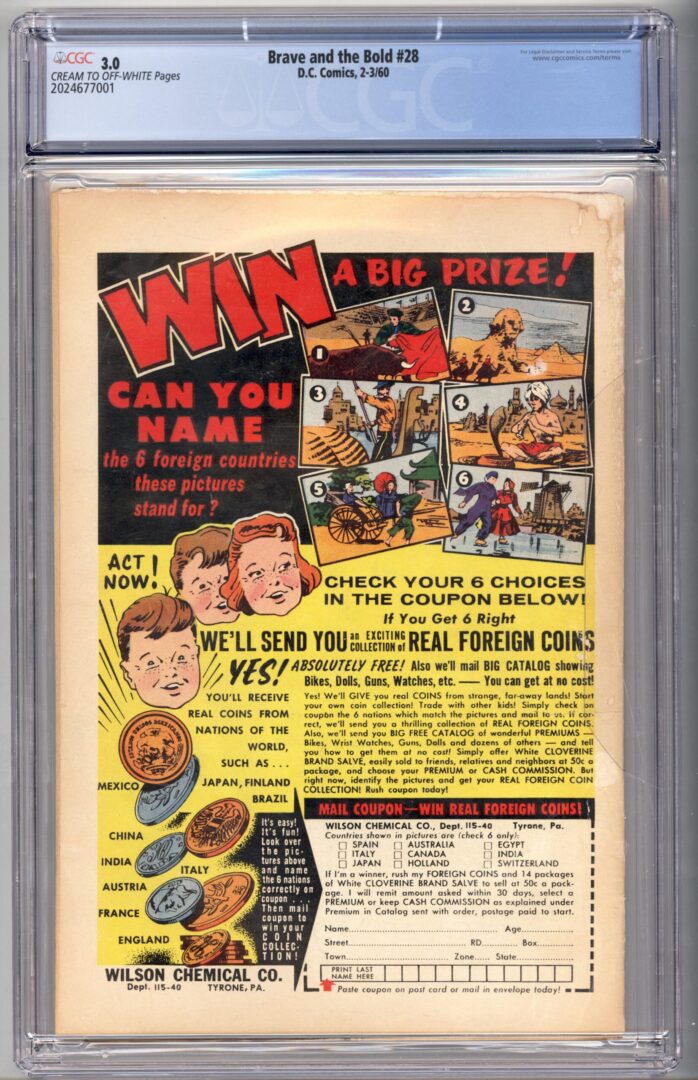 CGC 3.0
CREAM TO OFF-WHITE Pages
2024677001
Brave and the Bold #28
D.C. Comics, 2-3/60
For Legal Disclaimer and Service Terms please visit
www.cgccomics.com/terms
CGC
WIN A BIG PRIZE!
CAN YOU
NAME
the 6 foreign countries
these pictures
stand for?
1
2
3
4
5
6
ACT
NOW!
CHECK YOUR 6 CHOICES
IN THE COUPON BELOW!
If You Get 6 Right
WE'LL SEND YOU an EXCITING COLLECTION of REAL FOREIGN COINS
YES! ABSOLUTELY FREE! Also we'll mail BIG CATALOG showing
Bikes, Dolls, Guns, Watches, etc. — You can get at no cost!
YOU'LL RECEIVE
REAL COINS FROM
NATIONS OF THE
WORLD,
SUCH AS ...
MEXICO
JAPAN, FINLAND
BRAZIL
CHINA
INDIA
ITALY
AUSTRIA
FRANCE
ENGLAND
Yes! We'll GIVE you real COINS from strange, far-away lands! Start
your own coin collection! Trade with other kids! Simply check on
coupon the 6 nations which match the pictures and mail to us. If cor-
rect, we'll send you a thrilling collection of REAL FOREIGN COINS.
Also, we'll send you BIG FREE CATALOG of wonderful PREMIUMS —
Bikes, Wrist Watches, Guns, Dolls and dozens of others — and tell
you how to get them at no cost! Simply offer White CLOVERINE
BRAND SALVE, easily sold to friends, relatives and neighbors at 50c a
package, and choose your PREMIUM or CASH COMMISSION. But
right now, identify the pictures and get your REAL FOREIGN COIN
COLLECTION! Rush coupon today!
It's easy!
It's fun!
Look over
the pic-
tures above
and name
the 6 nations
correctly on
coupon ...
Then mail
coupon to
win your
COIN
COLLEC-
TION!
WILSON CHEMICAL CO.
Dept. 115-40 TYRONE, PA.
MAIL COUPON—WIN REAL FOREIGN COINS!
WILSON CHEMICAL CO., Dept. 115-40 Tyrone, Pa.
Countries shown in pictures are (check 6 only):
SPAIN AUSTRALIA EGYPT
ITALY CANADA INDIA
JAPAN HOLLAND SWITZERLAND
If I'm a winner, rush my FOREIGN COINS and 14 packages
of White CLOVERINE BRAND SALVE to sell at 50c a pack-
age. I will remit amount asked within 30 days, select a
PREMIUM or keep CASH COMMISSION as explained under
Premium in Catalog sent with order, postage paid to start.
Name Age
Street RD Box
Town Zone State
PRINT LAST
NAME HERE
Paste coupon on post card or mail in envelope today!